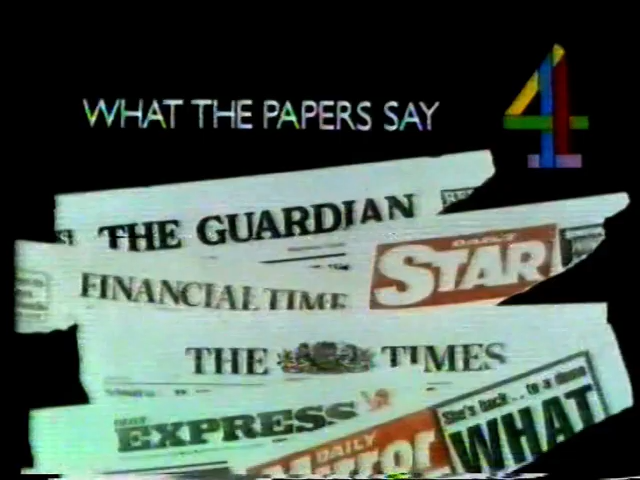 WHAT THE PAPERS SAY
4
THE GUARDIAN
DAILY
STAR
FINANCIAL TIME
THE TIMES
EXPRESS
DAILY
Mirror
She's back... to a
WHAT